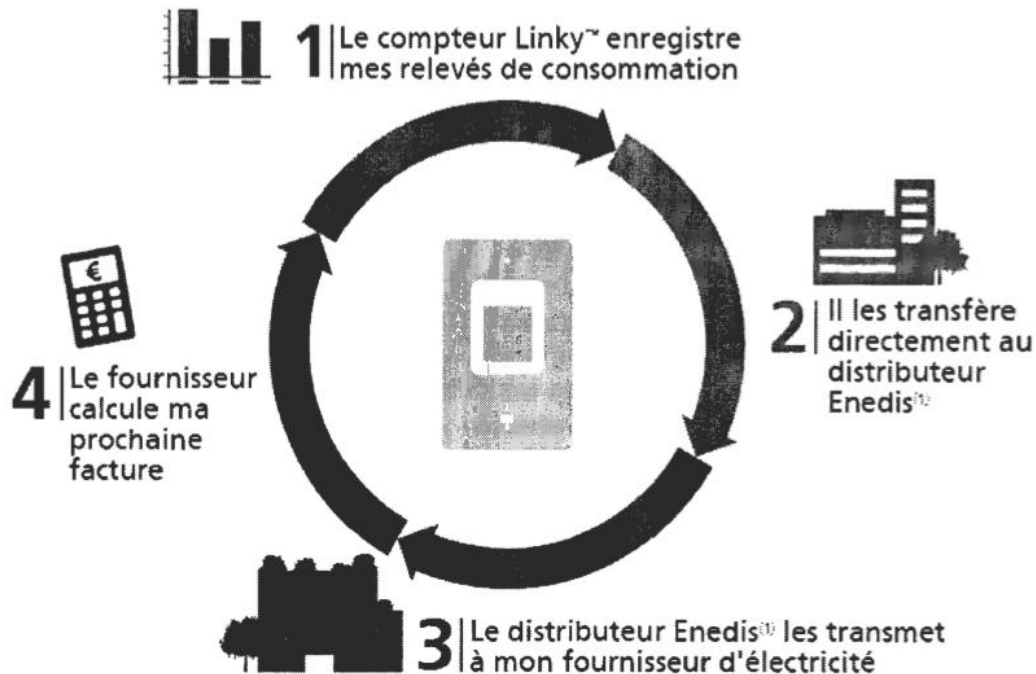 1 Le compteur Linky™ enregistre
mes relevés de consommation
2 Il les transfère
directement au
distributeur
Enedis⁽¹⁾
3 Le distributeur Enedis⁽¹⁾ les transmet
à mon fournisseur d'électricité
€
4 Le fournisseur
calcule ma
prochaine
facture